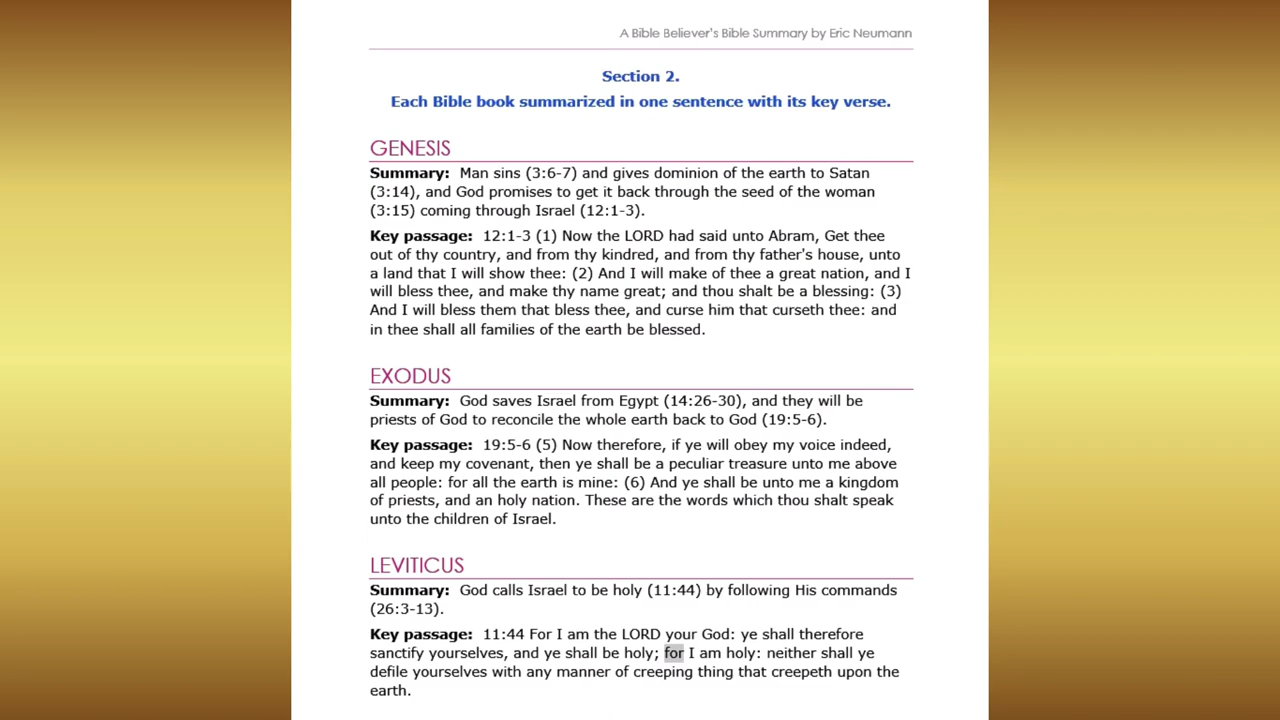 A Bible Believer's Bible Summary by Eric Neumann
Section 2.
Each Bible book summarized in one sentence with its key verse.
GENESIS
Summary: Man sins (3:6-7) and gives dominion of the earth to Satan
(3:14), and God promises to get it back through the seed of the woman
(3:15) coming through Israel (12:1-3).
Key passage: 12:1-3 (1) Now the LORD had said unto Abram, Get thee
out of thy country, and from thy kindred, and from thy father's house, unto
a land that I will show thee: (2) And I will make of thee a great nation, and I
will bless thee, and make thy name great; and thou shalt be a blessing: (3)
And I will bless them that bless thee, and curse him that curseth thee: and
in thee shall all families of the earth be blessed.
EXODUS
Summary: God saves Israel from Egypt (14:26-30), and they will be
priests of God to reconcile the whole earth back to God (19:5-6).
Key passage: 19:5-6 (5) Now therefore, if ye will obey my voice indeed,
and keep my covenant, then ye shall be a peculiar treasure unto me above
all people: for all the earth is mine: (6) And ye shall be unto me a kingdom
of priests, and an holy nation. These are the words which thou shalt speak
unto the children of Israel.
LEVITICUS
Summary: God calls Israel to be holy (11:44) by following His commands
(26:3-13).
Key passage: 11:44 For I am the LORD your God: ye shall therefore
sanctify yourselves, and ye shall be holy; for I am holy: neither shall ye
defile yourselves with any manner of creeping thing that creepeth upon the
earth.